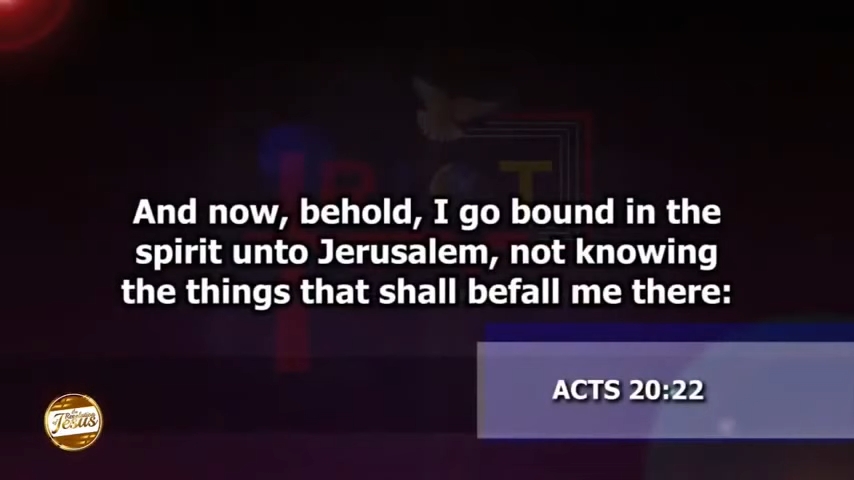 And now, behold, I go bound in the
spirit unto Jerusalem, not knowing
the things that shall befall me there:
ACTS 20:22
Jesus